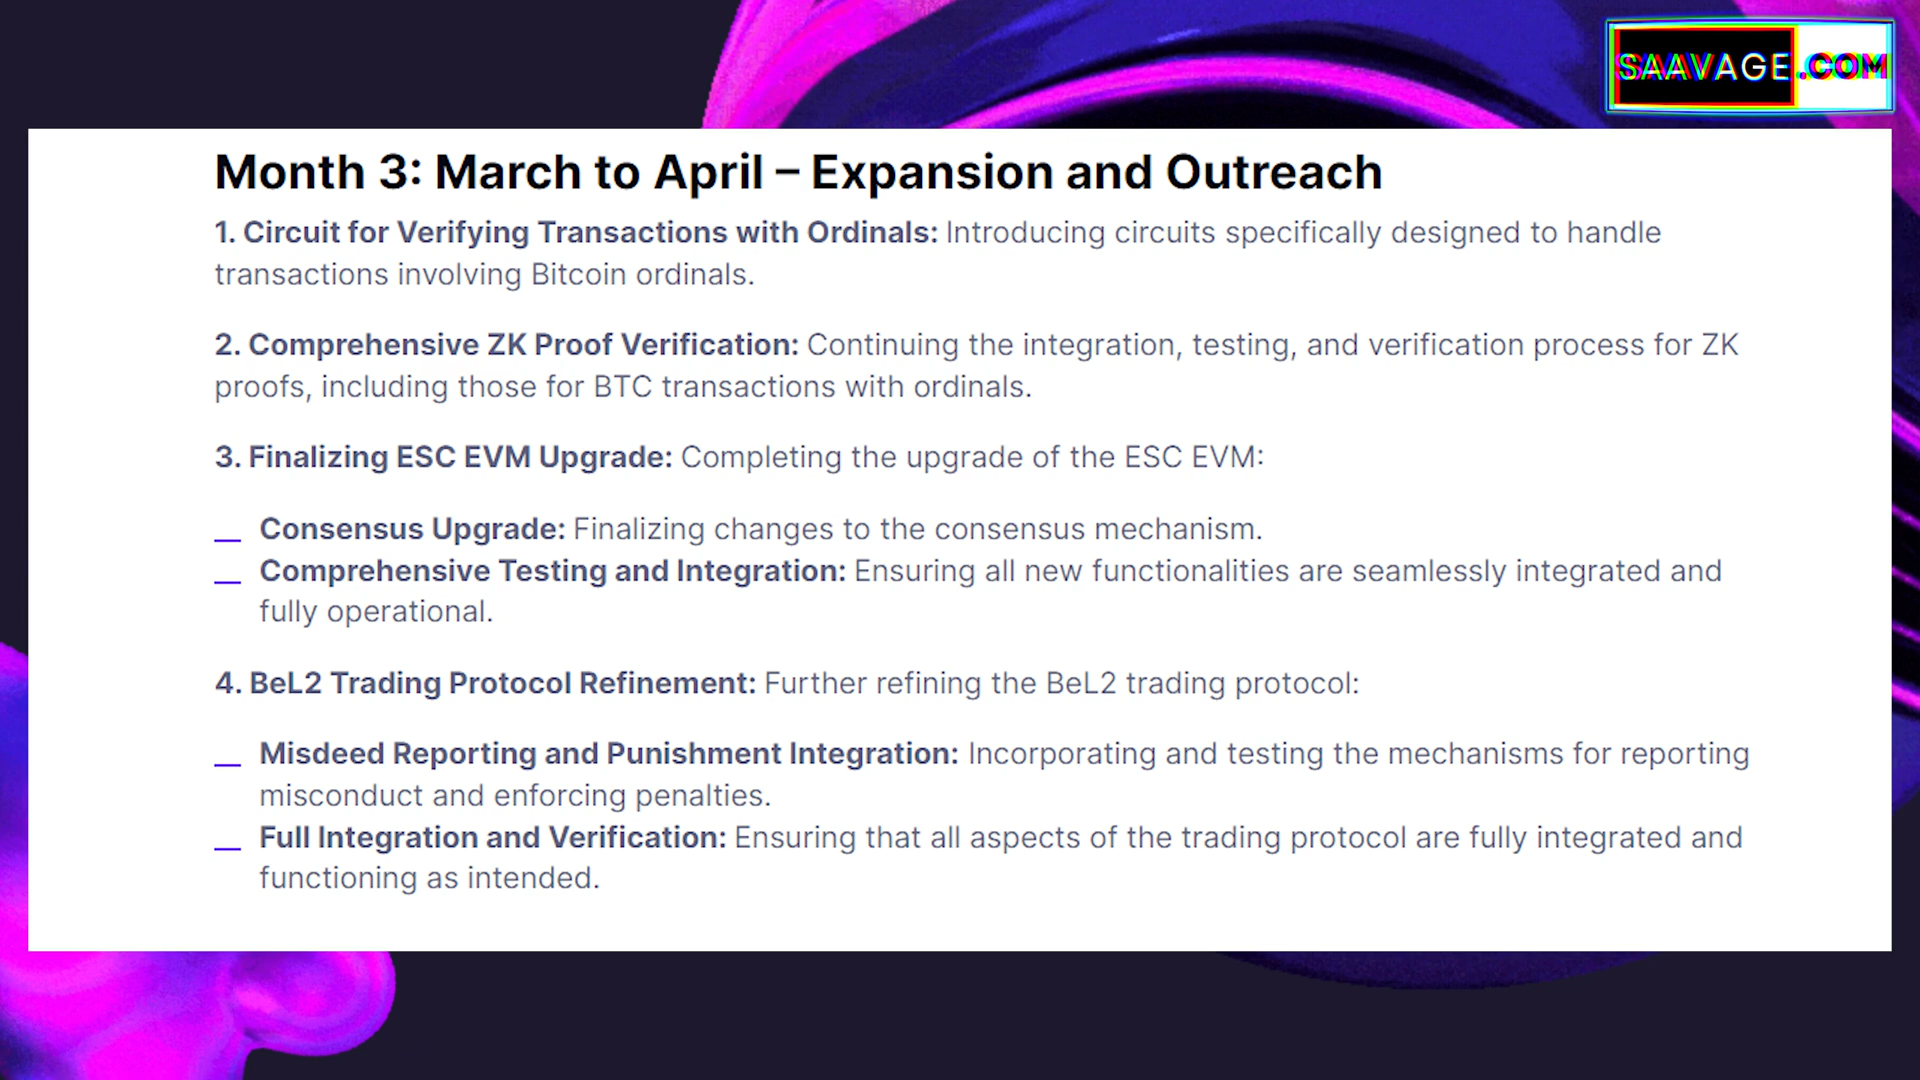 SAAVAGE.COM
Month 3: March to April – Expansion and Outreach
1. Circuit for Verifying Transactions with Ordinals: Introducing circuits specifically designed to handle
transactions involving Bitcoin ordinals.
2. Comprehensive ZK Proof Verification: Continuing the integration, testing, and verification process for ZK
proofs, including those for BTC transactions with ordinals.
3. Finalizing ESC EVM Upgrade: Completing the upgrade of the ESC EVM:
Consensus Upgrade: Finalizing changes to the consensus mechanism.
Comprehensive Testing and Integration: Ensuring all new functionalities are seamlessly integrated and
fully operational.
4. BeL2 Trading Protocol Refinement: Further refining the BeL2 trading protocol:
Misdeed Reporting and Punishment Integration: Incorporating and testing the mechanisms for reporting
misconduct and enforcing penalties.
Full Integration and Verification: Ensuring that all aspects of the trading protocol are fully integrated and
functioning as intended.